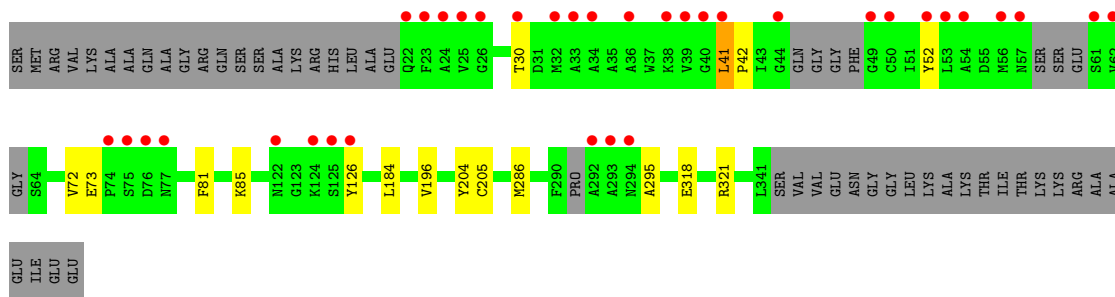 SER MET ARG VAL LYS ALA ALA GLN ALA GLY ARG GLN SER SER ALA LYS ARG HIS LEU ALA GLU Q22 F23 A24 V25 G26 T30 D31 M32 A33 A34 A35 A36 W37 K38 V39 G40 L41 P42 I43 G44 GLN GLY GLY PHE G49 C50 I51 Y52 L53 A54 D55 M56 N57 SER SER GLU S61 V62
GLY S64 V72 E73 P74 S75 D76 N77 F81 K85 N122 G123 K124 S125 Y126 L184 V196 Y204 C205 M286 F290 PRO A292 A293 N294 A295 E318 R321 L341 SER VAL VAL GLU ASN GLY GLY LEU LYS ALA LYS THR ILE THR LYS LYS ARG ALA ALA
GLU ILE GLU GLU